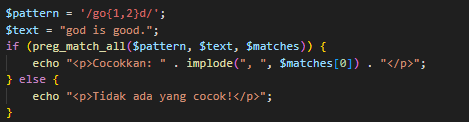 $pattern = '/go{1,2}d/';
$text = "god is good.";
if (preg_match_all($pattern, $text, $matches)) {
    echo "<p>Cocokkan: " . implode(", ", $matches[0]) . "</p>";
} else {
    echo "<p>Tidak ada yang cocok!</p>";
}